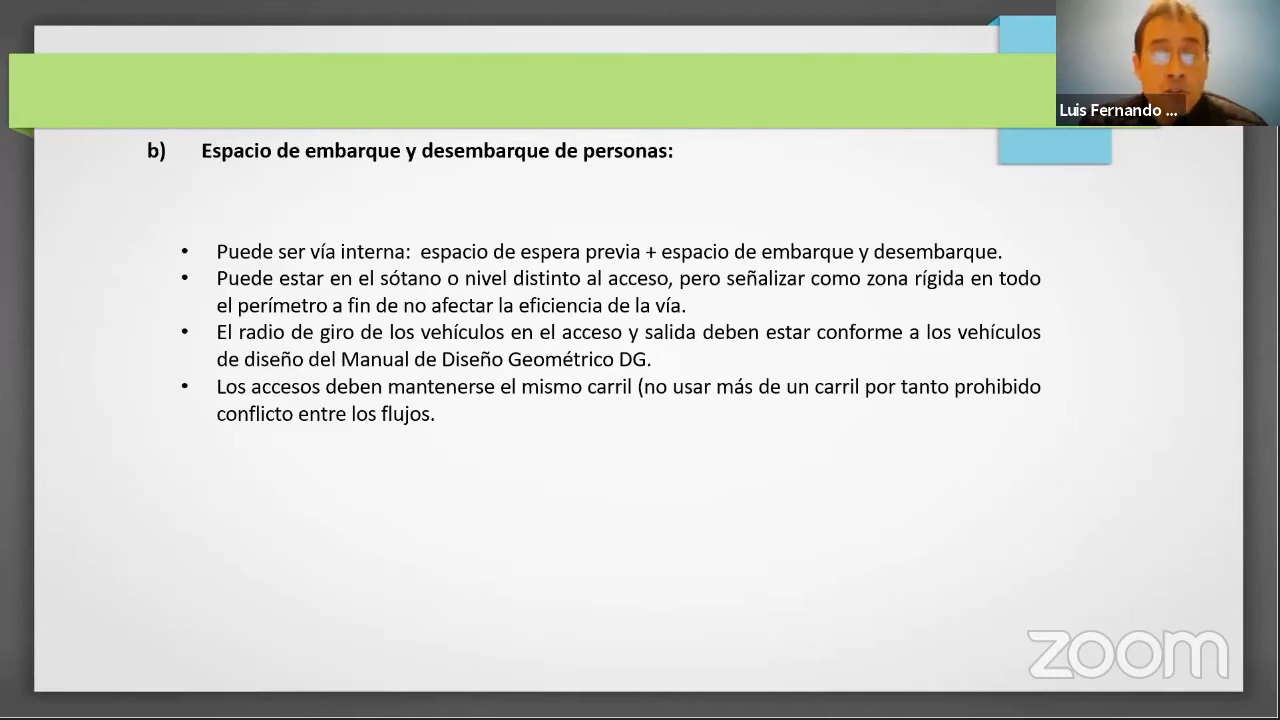 Luis Fernando ...
b) Espacio de embarque y desembarque de personas:
• Puede ser vía interna: espacio de espera previa + espacio de embarque y desembarque.
• Puede estar en el sótano o nivel distinto al acceso, pero señalizar como zona rígida en todo
el perímetro a fin de no afectar la eficiencia de la vía.
• El radio de giro de los vehículos en el acceso y salida deben estar conforme a los vehículos
de diseño del Manual de Diseño Geométrico DG.
• Los accesos deben mantenerse el mismo carril (no usar más de un carril por tanto prohibido
conflicto entre los flujos.
zoom